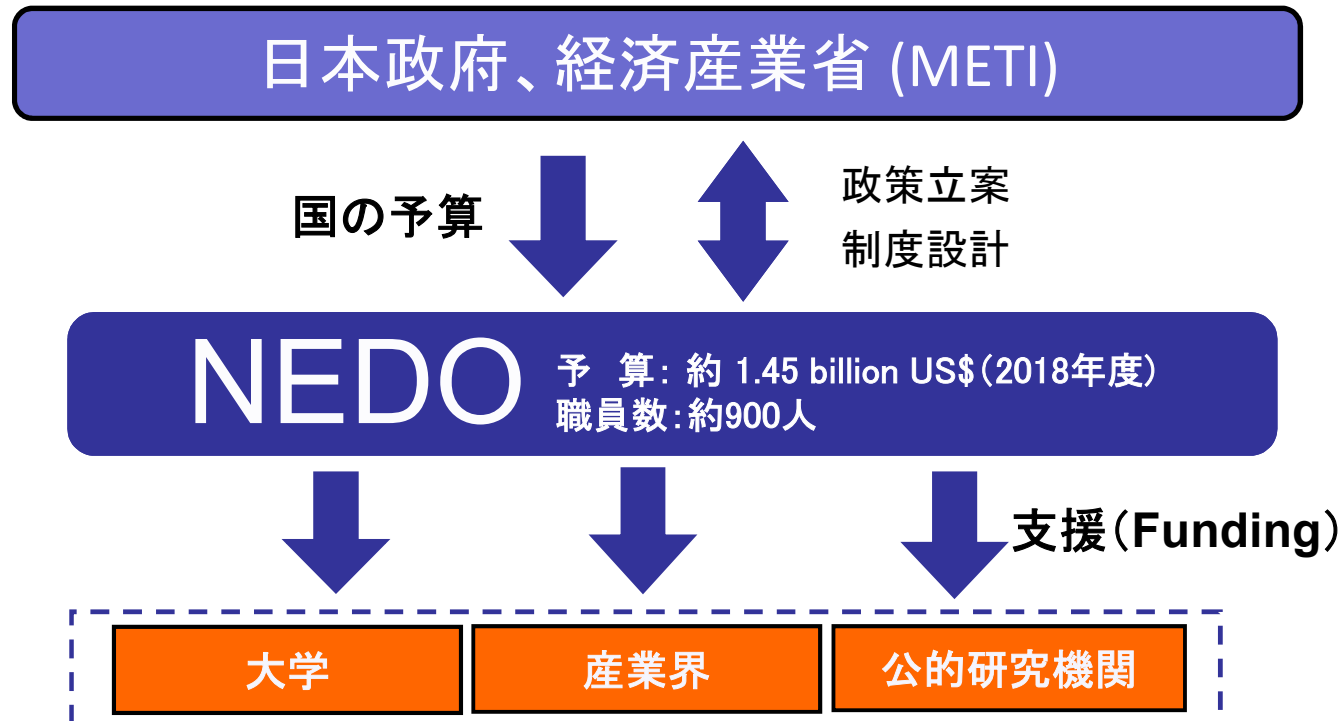 日本政府、経済産業省 (METI)
国の予算
政策立案
制度設計
NEDO
予　算： 約 1.45 billion US$（2018年度）
職員数：約900人
支援（Funding）
大学
産業界
公的研究機関